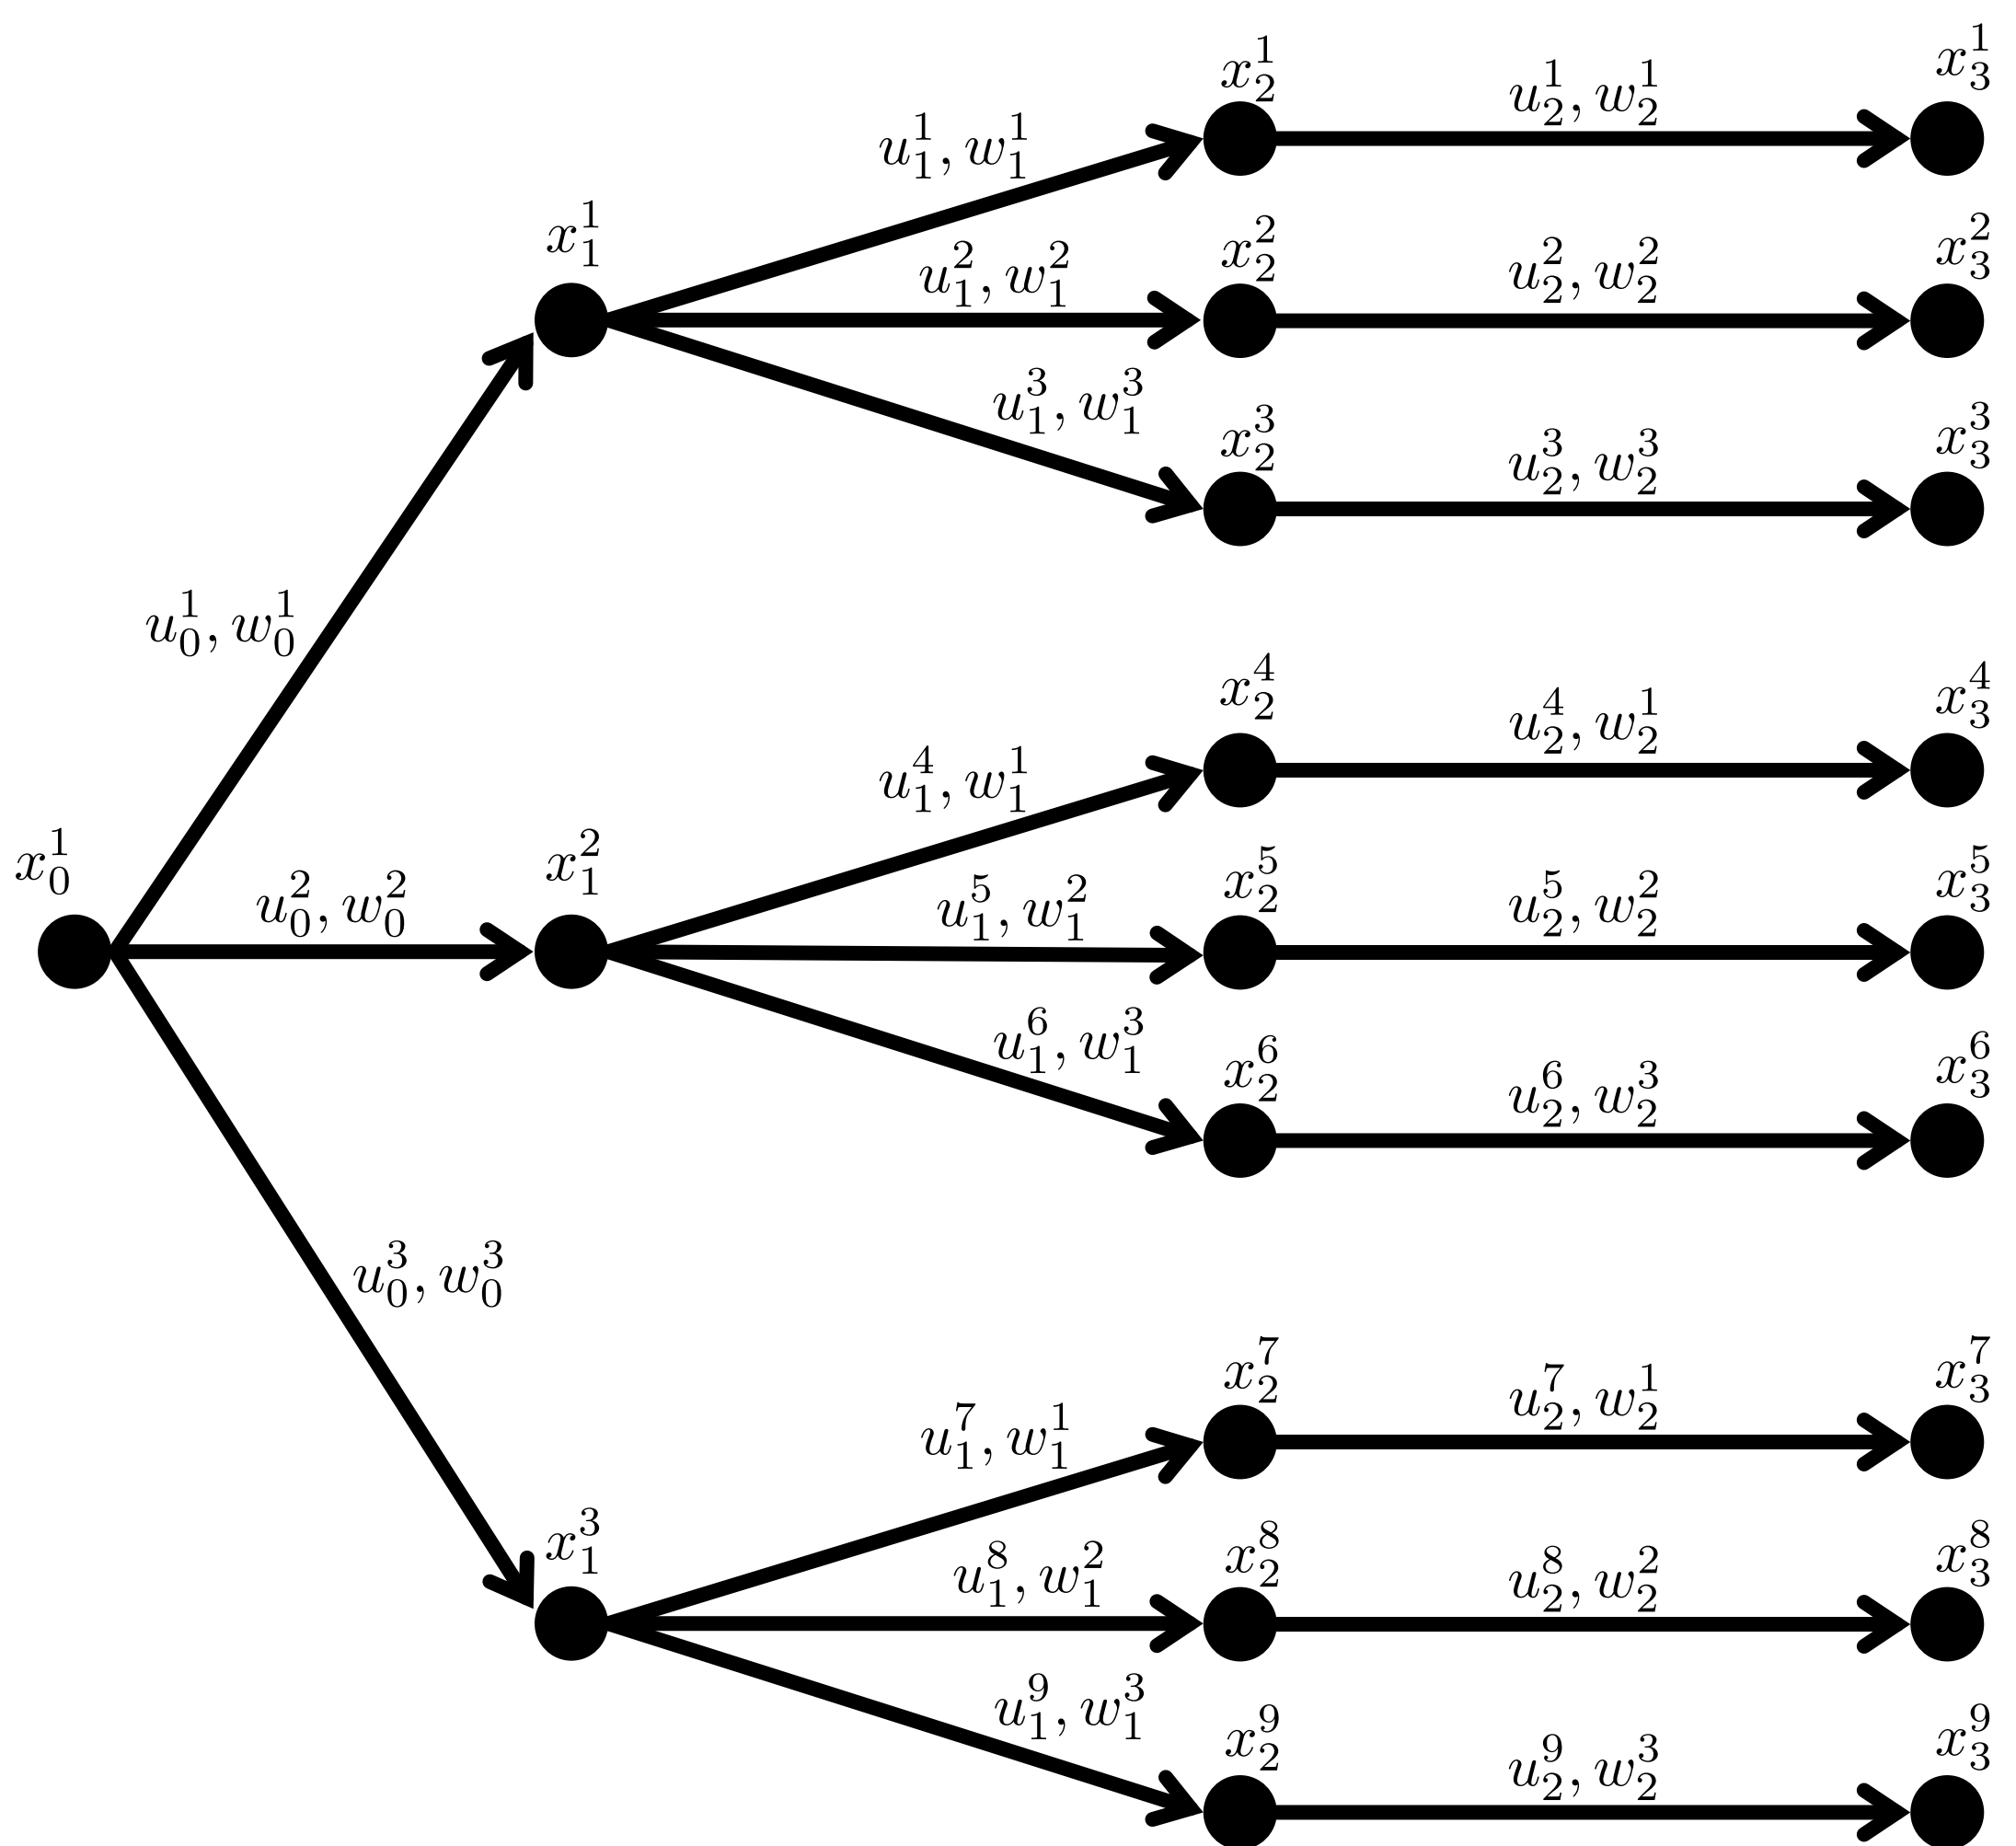 x_2^1
x_3^1
u_2^1, w_2^1
u_1^1, w_1^1
x_1^1
u_1^2, w_1^2
x_2^2
u_2^2, w_2^2
x_3^2
u_1^3, w_1^3
x_2^3
u_2^3, w_2^3
x_3^3
u_0^1, w_0^1
x_2^4
u_2^4, w_2^1
x_3^4
u_1^4, w_1^1
x_0^1
u_0^2, w_0^2
x_1^2
u_1^5, w_1^2
x_2^5
u_2^5, w_2^2
x_3^5
u_1^6, w_1^3
x_2^6
u_2^6, w_2^3
x_3^6
u_0^3, w_0^3
x_2^7
u_2^7, w_2^1
x_3^7
u_1^7, w_1^1
x_1^3
u_1^8, w_1^2
x_2^8
u_2^8, w_2^2
x_3^8
u_1^9, w_1^3
x_2^9
u_2^9, w_2^3
x_3^9